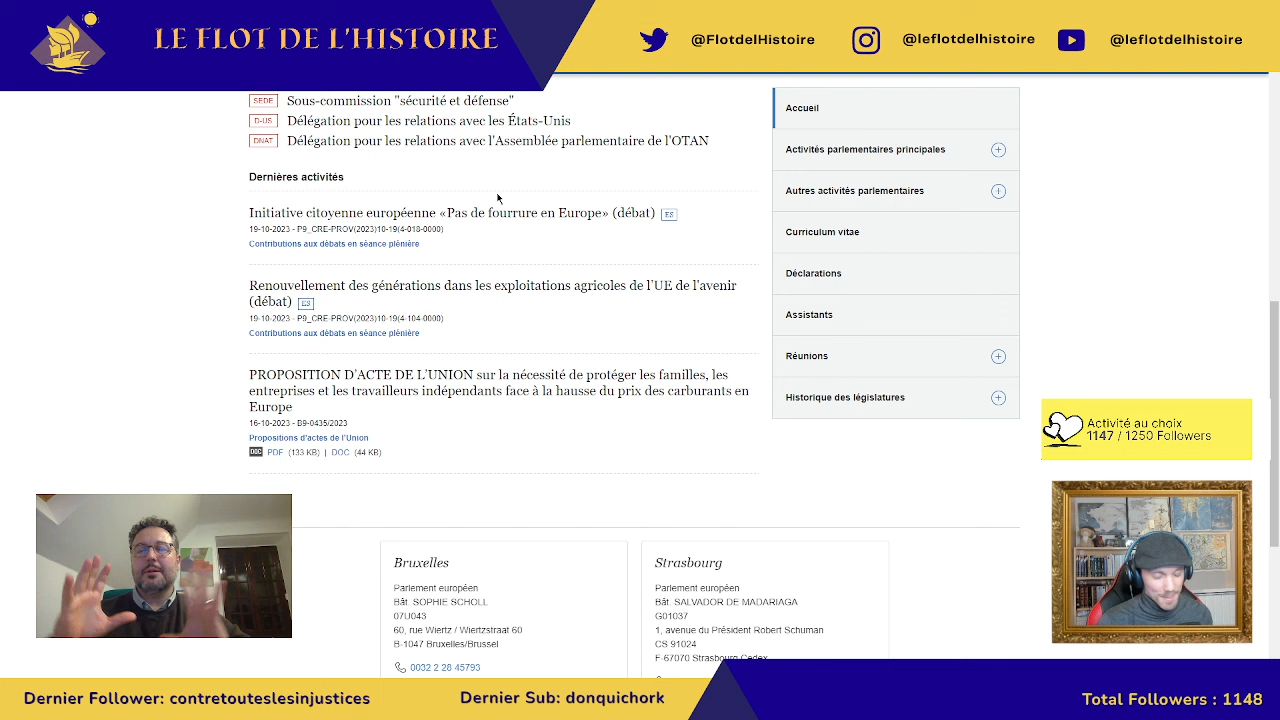 LE FLOT DE L'HISTOIRE
@FlotdelHistoire
@leflotdelhistoire
@leflotdelhistoire
SEDE Sous-commission "sécurité et défense"
D-US Délégation pour les relations avec les États-Unis
DNAT Délégation pour les relations avec l'Assemblée parlementaire de l'OTAN
Dernières activités
Initiative citoyenne européenne «Pas de fourrure en Europe» (débat) ES
19-10-2023 - P9_CRE-PROV(2023)10-19(4-018-0000)
Contributions aux débats en séance plénière
Renouvellement des générations dans les exploitations agricoles de l'UE de l'avenir
(débat) ES
19-10-2023 - P9_CRE-PROV(2023)10-19(4-104-0000)
Contributions aux débats en séance plénière
PROPOSITION D'ACTE DE L'UNION sur la nécessité de protéger les familles, les
entreprises et les travailleurs indépendants face à la hausse du prix des carburants en
Europe
16-10-2023 - B9-0435/2023
Propositions d'actes de l'Union
DOC PDF (133 KB) | DOC (44 KB)
Accueil
Activités parlementaires principales
Autres activités parlementaires
Curriculum vitae
Déclarations
Assistants
Réunions
Historique des législatures
Activité au choix
1147 / 1250 Followers
Bruxelles
Parlement européen
Bât. SOPHIE SCHOLL
07U043
60, rue Wiertz / Wiertzstraat 60
B-1047 Bruxelles/Brussel
0032 2 28 45793
Strasbourg
Parlement européen
Bât. SALVADOR DE MADARIAGA
G01037
1, avenue du Président Robert Schuman
CS 91024
F-67070 Strasbourg Cedex
Dernier Follower: contretouteslesinjustices
Dernier Sub: donquichork
Total Followers : 1148